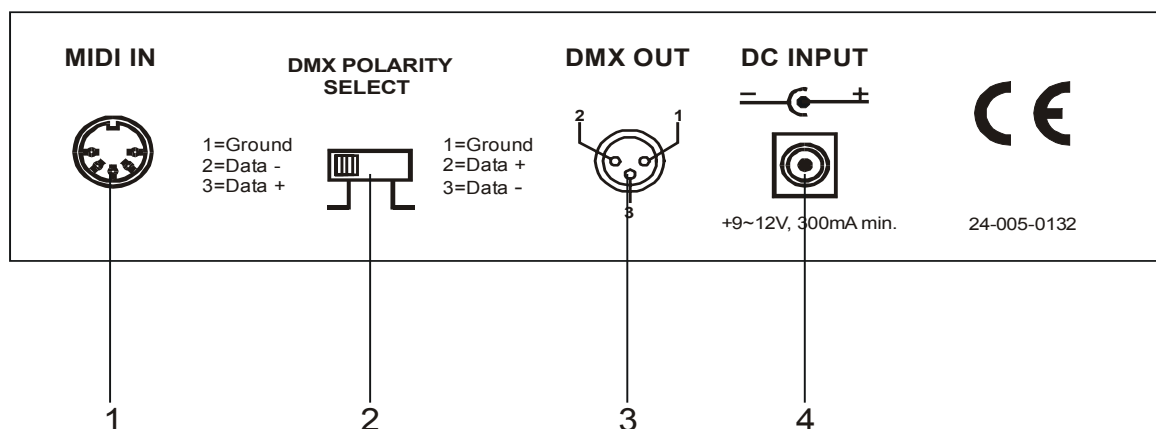 MIDI IN
DMX POLARITY
SELECT
1=Ground
2=Data -
3=Data +
1=Ground
2=Data +
3=Data -
DMX OUT
2 1
3
DC INPUT
− +
+9~12V, 300mA min.
CE
24-005-0132
1 2 3 4